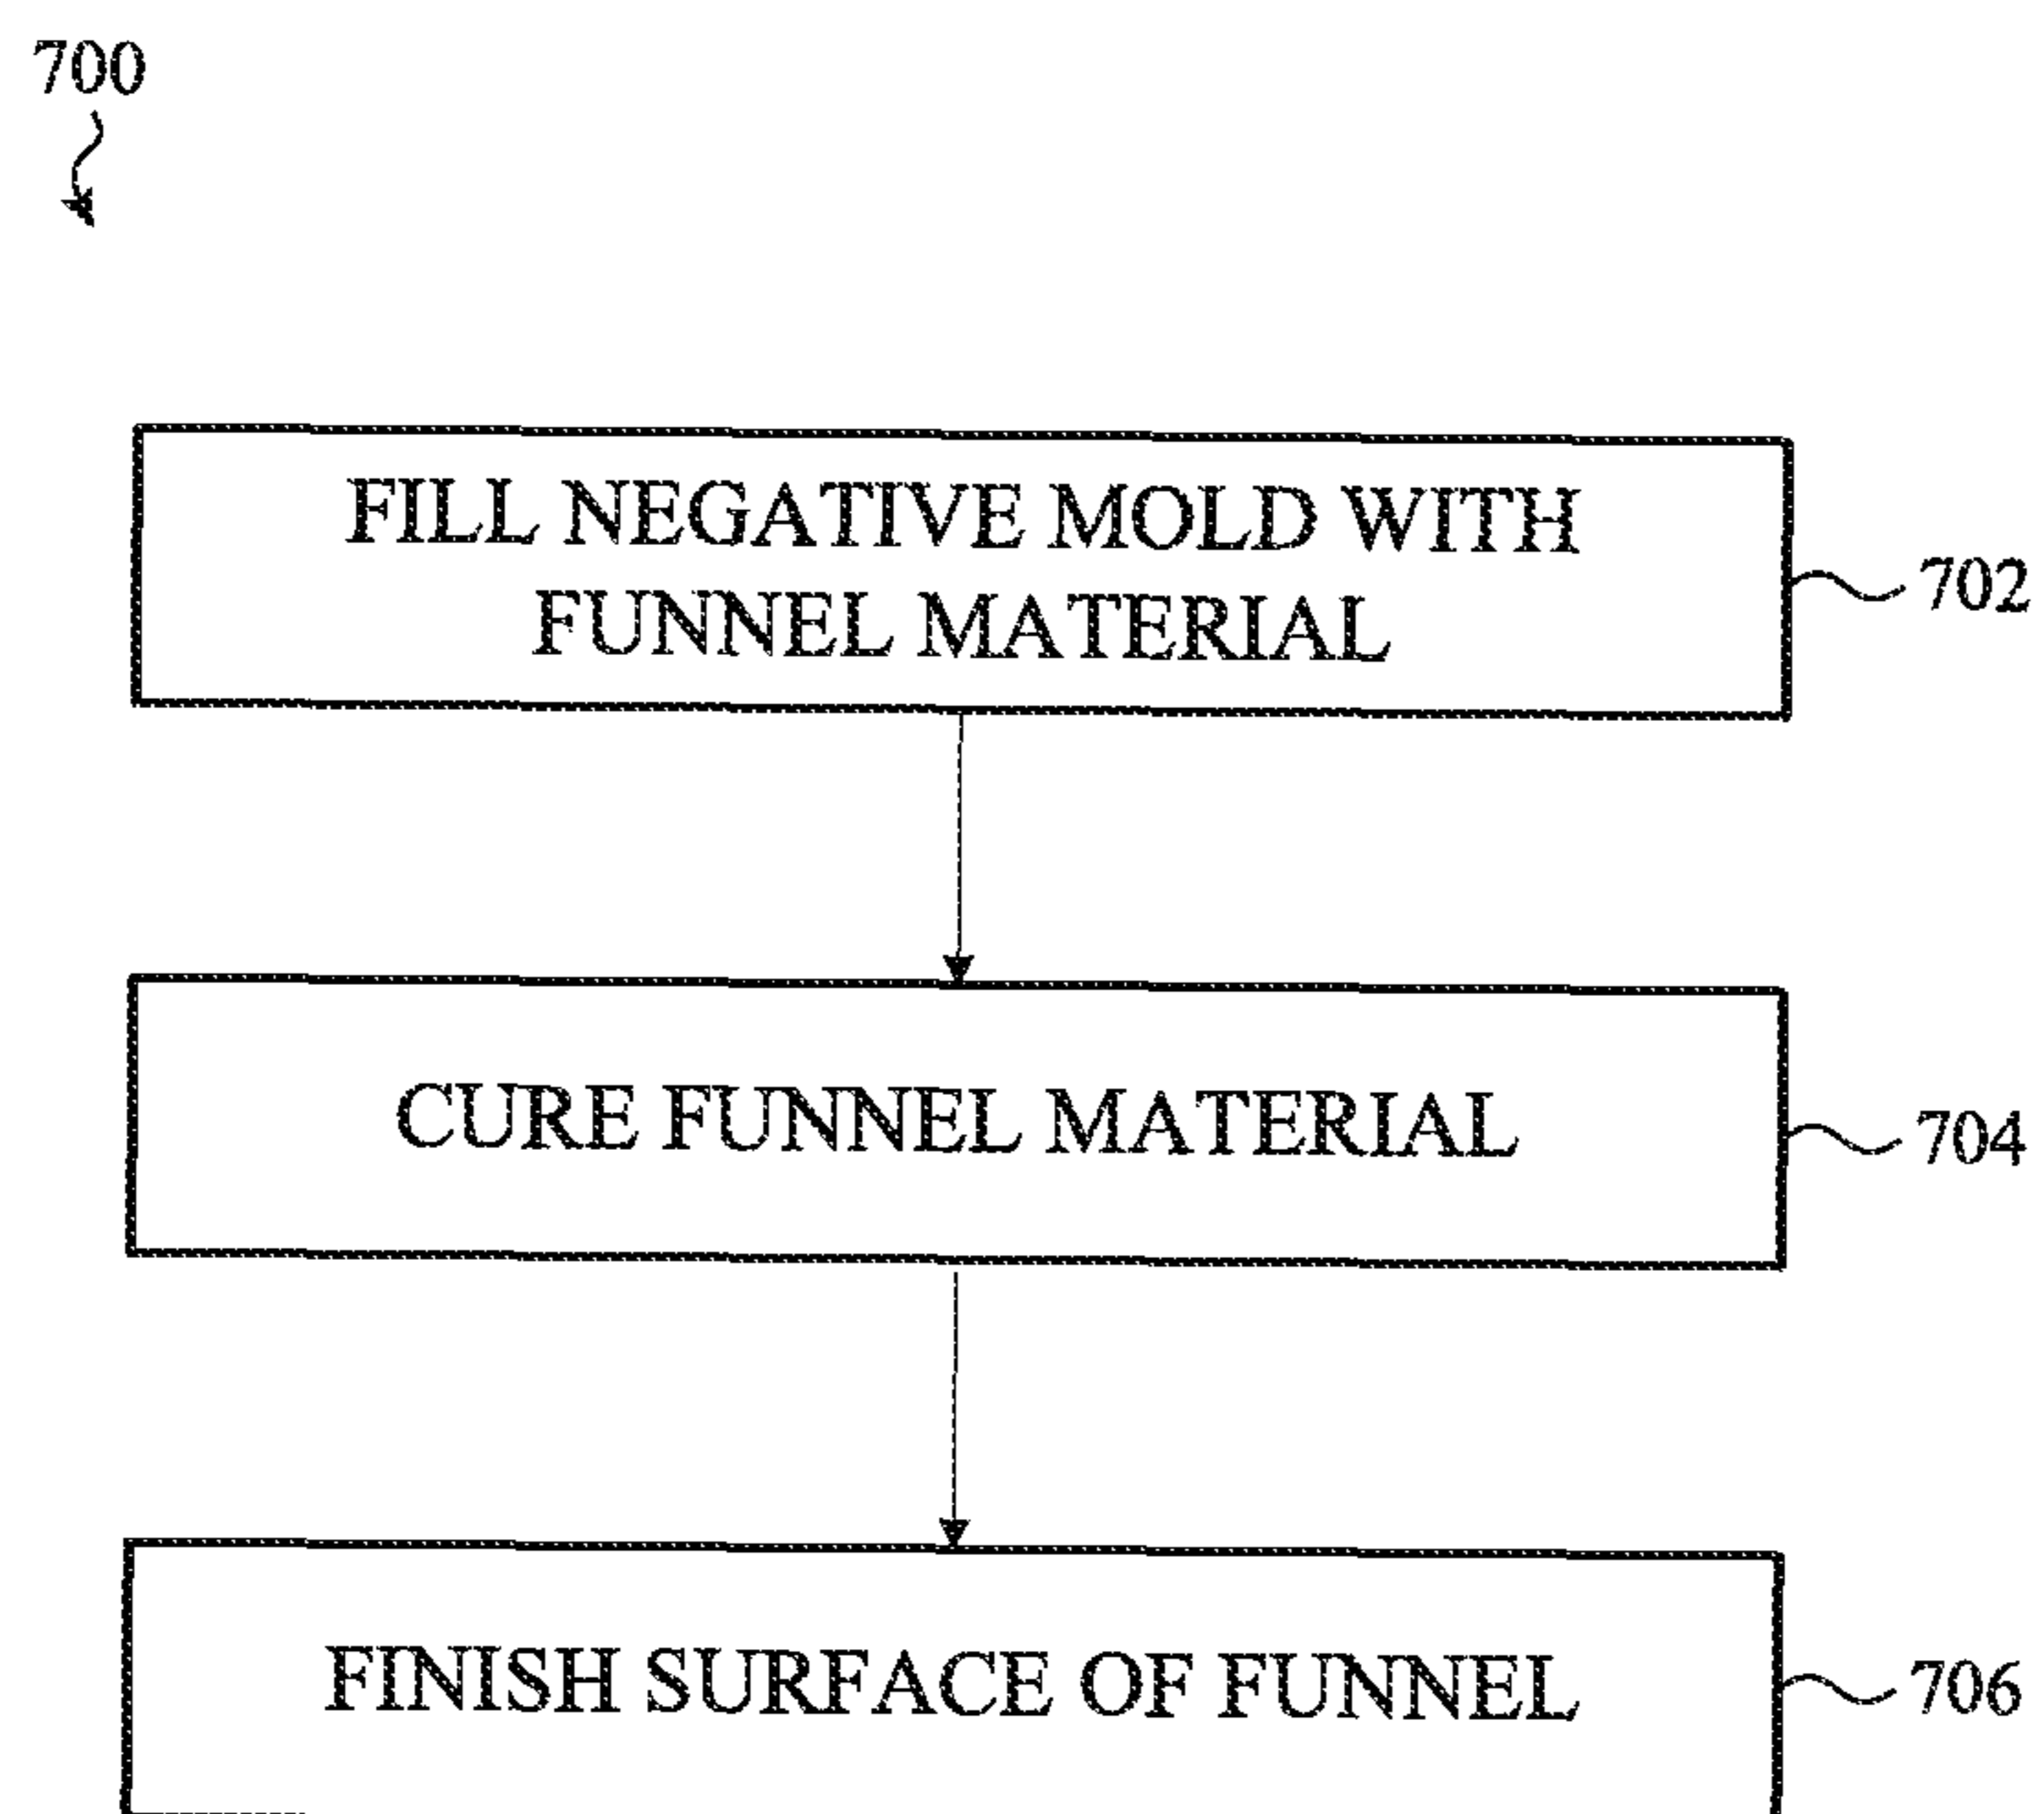 700
FILL NEGATIVE MOLD WITH
FUNNEL MATERIAL
702
CURE FUNNEL MATERIAL
704
FINISH SURFACE OF FUNNEL
706